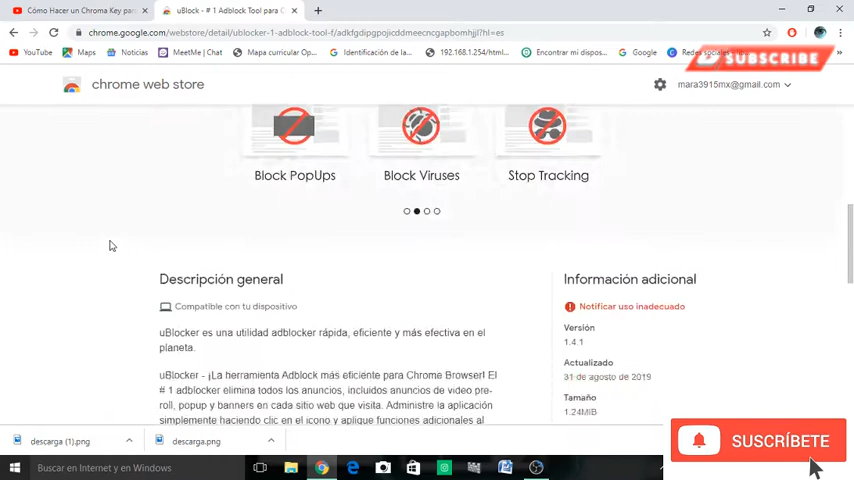 Cómo Hacer un Chroma Key par
uBlock - # 1 Adblock Tool para C
chrome.google.com/webstore/detail/ublocker-1-adblock-tool-f/adkfgdipgpojicddmeecncgapbomhjjl?hl=es
YouTube Maps Noticias MeetMe | Chat Mapa curricular Op... Identificación de la... 192.168.1.254/html... Encontrar mi dispos... Google Redes sociales
SUBSCRIBE
chrome web store
mara3915mx@gmail.com
Block PopUps Block Viruses Stop Tracking
Descripción general
Compatible con tu dispositivo
uBlocker es una utilidad adblocker rápida, eficiente y más efectiva en el
planeta.
uBlocker - ¡La herramienta Adblock más eficiente para Chrome Browser! El
# 1 adblocker elimina todos los anuncios, incluidos anuncios de video pre-
roll, popup y banners en cada sitio web que visita. Administre la aplicación
simplemente haciendo clic en el icono y aplique funciones adicionales al
Información adicional
Notificar uso inadecuado
Versión
1.4.1
Actualizado
31 de agosto de 2019
Tamaño
1.24MIB
descarga (1).png
descarga.png
SUSCRÍBETE
Buscar en Internet y en Windows